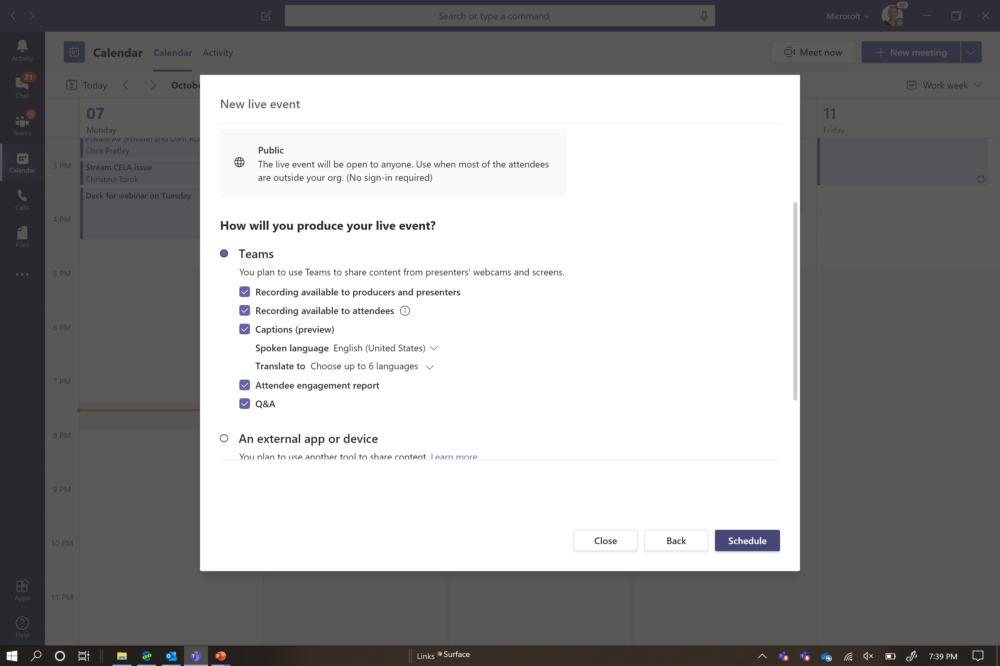 Search or type a command
Microsoft
R0
Activity
21
Chat
@
Teams
Calendar
Calls
Files
Apps
Help
Calendar
Calendar
Activity
Meet now
New meeting
Today
Octobe
Work week
07
Monday
11
Friday
3 PM
4 PM
5 PM
6 PM
7 PM
8 PM
9 PM
10 PM
11 PM
Private AV (Private) and Conf Roo
Chris Pratley
Stream CELA issue
Christina Torok
Deck for webinar on Tuesday
New live event
Public
The live event will be open to anyone. Use when most of the attendees
are outside your org. (No sign-in required)
How will you produce your live event?
Teams
You plan to use Teams to share content from presenters' webcams and screens.
Recording available to producers and presenters
Recording available to attendees
Captions (preview)
Spoken language English (United States)
Translate to Choose up to 6 languages
Attendee engagement report
Q&A
An external app or device
You plan to use another tool to share content. Learn more
Close
Back
Schedule
DEV
Links
Surface
7:39 PM